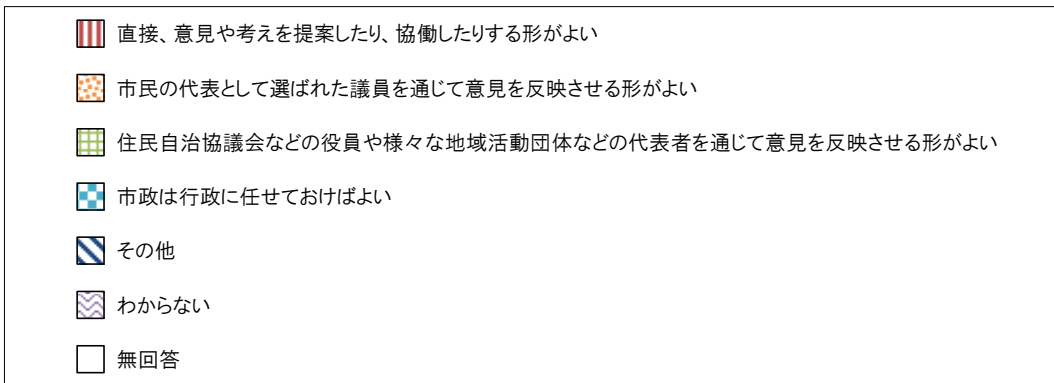 直接、意見や考えを提案したり、協働したりする形がよい
市民の代表として選ばれた議員を通じて意見を反映させる形がよい
住民自治協議会などの役員や様々な地域活動団体などの代表者を通じて意見を反映させる形がよい
市政は行政に任せておけばよい
その他
わからない
無回答